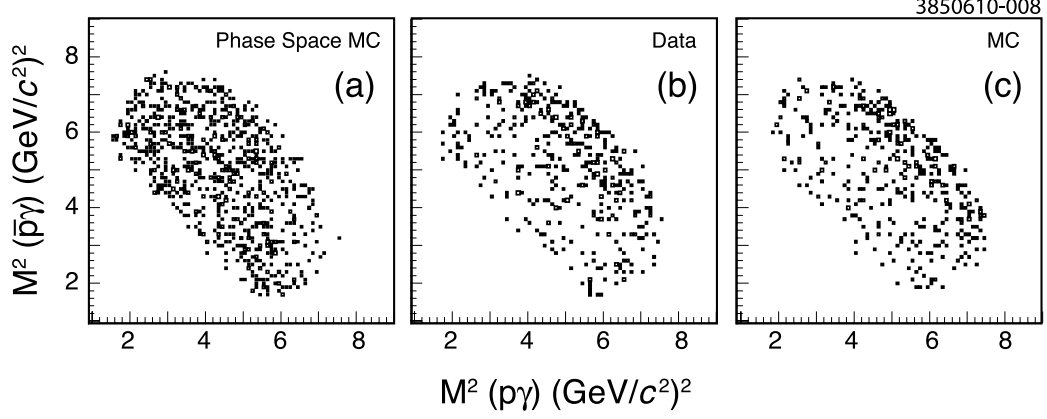 3850610-008
Phase Space MC
(a)
Data
(b)
MC
(c)
M² (p̅γ) (GeV/c²)²
8
6
4
2
2 4 6 8
2 4 6 8
2 4 6 8
M² (pγ) (GeV/c²)²